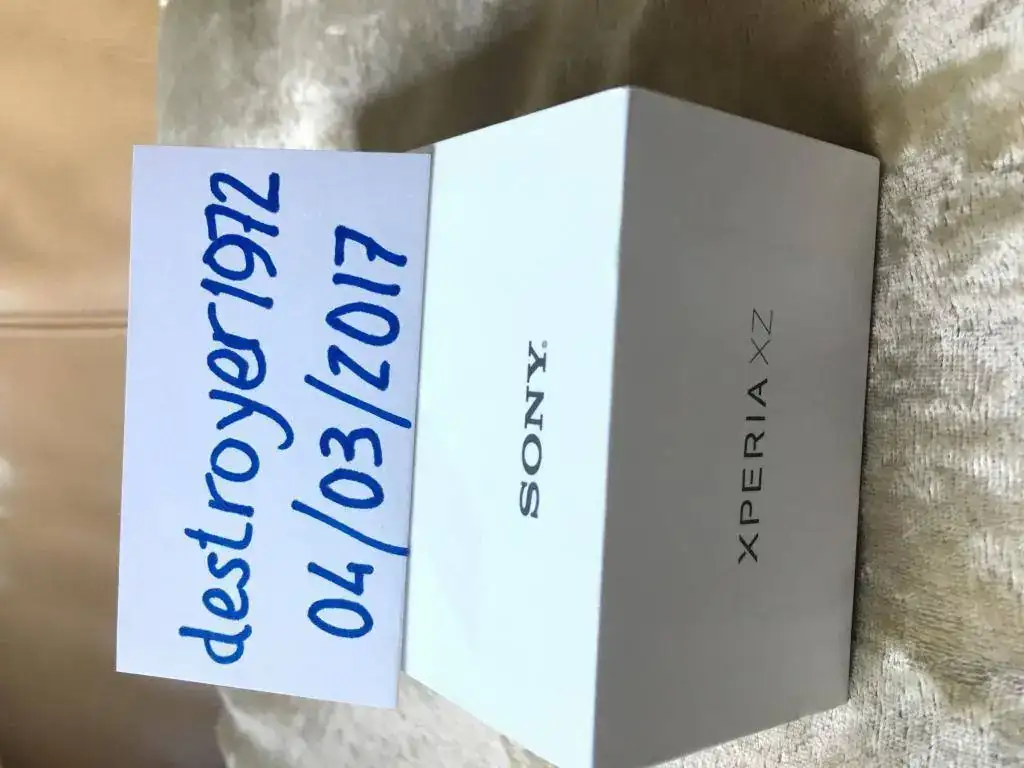 destroyer1972
04/03/2017
SONY
XPERIA XZ